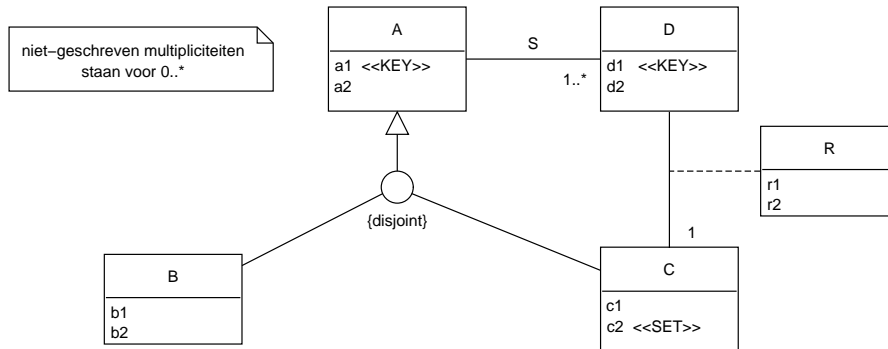 niet−geschreven multipliciteiten
staan voor 0..*
A
a1 <<KEY>>
a2
S
1..*
D
d1 <<KEY>>
d2
R
r1
r2
{disjoint}
1
B
b1
b2
C
c1
c2 <<SET>>